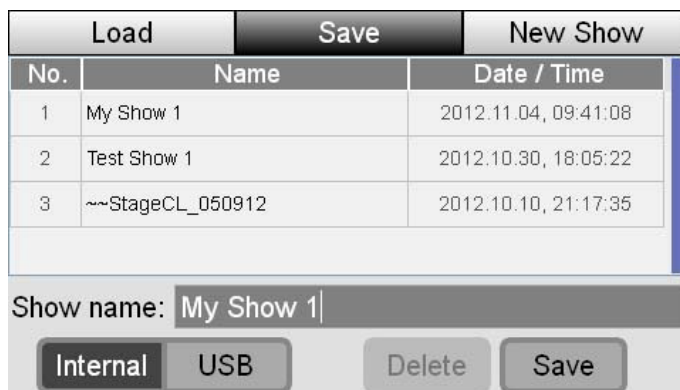 Load Save New Show
No. Name Date / Time
1 My Show 1 2012.11.04, 09:41:08
2 Test Show 1 2012.10.30, 18:05:22
3 ~~StageCL_050912 2012.10.10, 21:17:35
Show name: My Show 1
Internal USB Delete Save